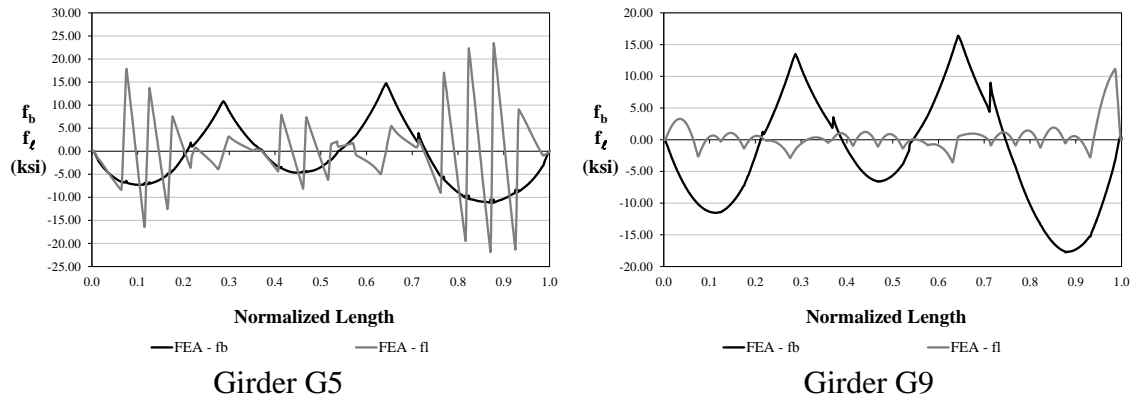 30.00
25.00
20.00
15.00
10.00
5.00
0.00
-5.00
-10.00
-15.00
-20.00
-25.00
fb
fℓ
(ksi)
0.0 0.1 0.2 0.3 0.4 0.5 0.6 0.7 0.8 0.9 1.0
Normalized Length
FEA - fb FEA - fl
Girder G5
20.00
15.00
10.00
5.00
0.00
-5.00
-10.00
-15.00
-20.00
fb
fℓ
(ksi)
0.0 0.1 0.2 0.3 0.4 0.5 0.6 0.7 0.8 0.9 1.0
Normalized Length
FEA - fb FEA - fl
Girder G9